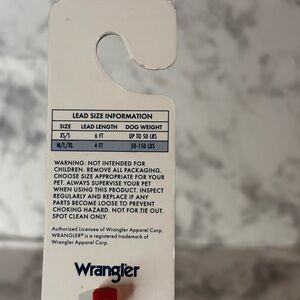 LEAD SIZE INFORMATION
SIZE LEAD LENGTH DOG WEIGHT
XS/S 6 FT UP TO 50 LBS
M/L/XL 4 FT 50-150 LBS
WARNING: NOT INTENDED FOR
CHILDREN. REMOVE ALL PACKAGING.
CHOOSE SIZE APPROPRIATE FOR YOUR
PET. ALWAYS SUPERVISE YOUR PET
WHEN USING THIS PRODUCT. INSPECT
REGULARLY AND REPLACE IF ANY
PARTS BECOME LOOSE TO PREVENT
CHOKING HAZARD. NOT FOR TIE OUT.
SPOT CLEAN ONLY.
Authorized Licensee of Wrangler Apparel Corp.
WRANGLER® is a registered trademark of
Wrangler Apparel Corp.
Wrangler